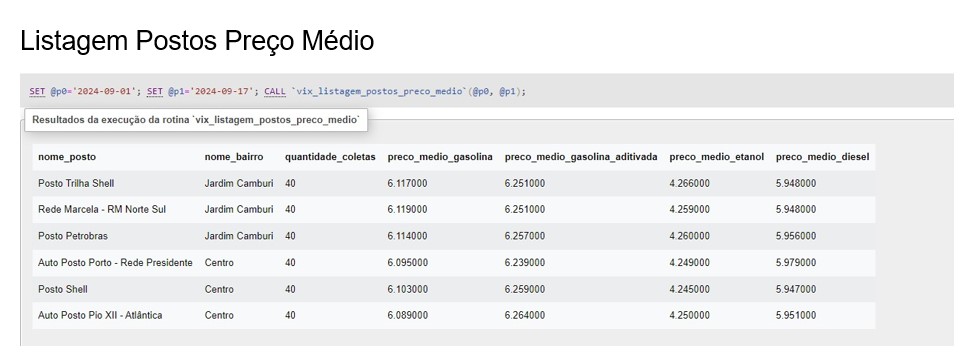 Listagem Postos Preço Médio
SET @p0='2024-09-01'; SET @p1='2024-09-17'; CALL `vix_listagem_postos_preco_medio`(@p0, @p1);
Resultados da execução da rotina `vix_listagem_postos_preco_medio`
nome_posto nome_bairro quantidade_coletas preco_medio_gasolina preco_medio_gasolina_aditivada preco_medio_etanol preco_medio_diesel
Posto Trilha Shell Jardim Camburi 40 6.117000 6.251000 4.266000 5.948000
Rede Marcela - RM Norte Sul Jardim Camburi 40 6.119000 6.251000 4.259000 5.948000
Posto Petrobras Jardim Camburi 40 6.114000 6.257000 4.260000 5.956000
Auto Posto Porto - Rede Presidente Centro 40 6.095000 6.239000 4.249000 5.979000
Posto Shell Centro 40 6.103000 6.259000 4.245000 5.947000
Auto Posto Pio XII - Atlântica Centro 40 6.089000 6.264000 4.250000 5.951000